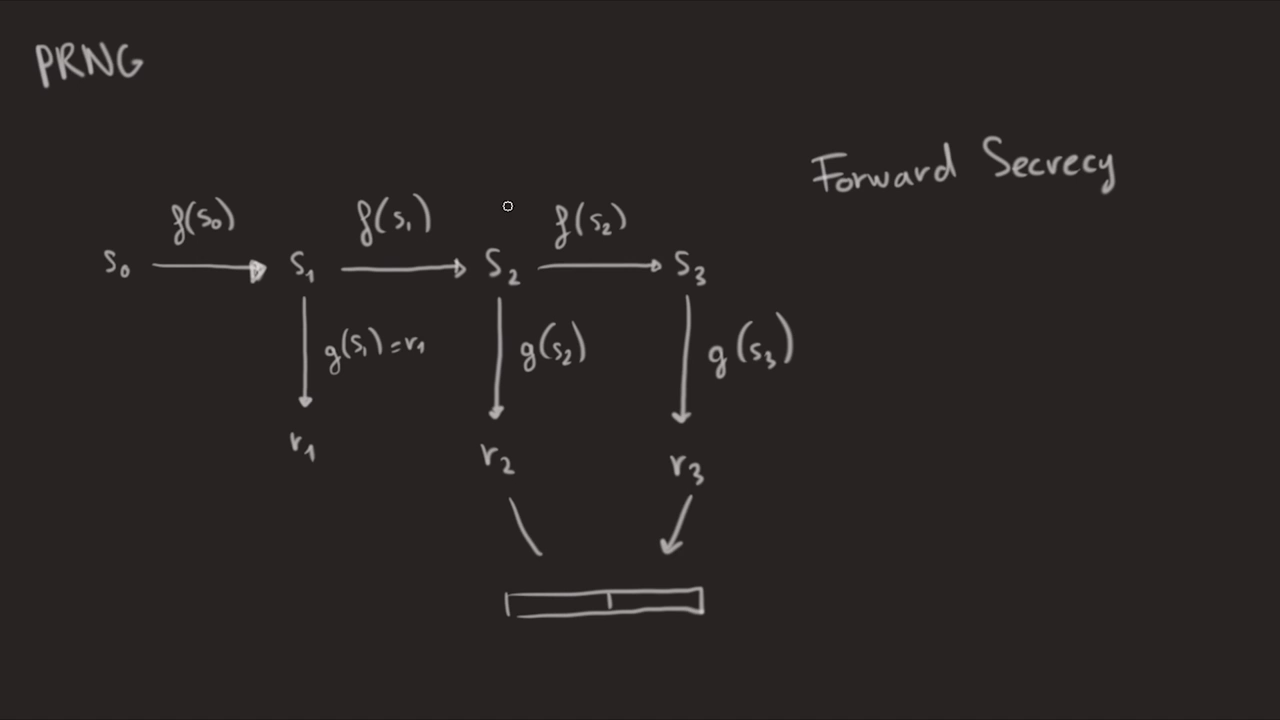 PRNG
Forward Secrecy
f(s₀) f(s₁) f(s₂)
s₀ s₁ s₂ s₃
g(s₁)=r₁ g(s₂) g(s₃)
r₁ r₂ r₃